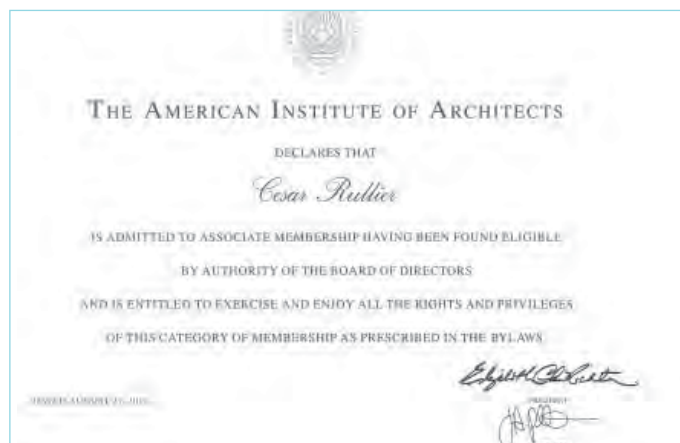 THE AMERICAN INSTITUTE OF ARCHITECTS
DECLARES THAT
Cesar Rullier
IS ADMITTED TO ASSOCIATE MEMBERSHIP HAVING BEEN FOUND ELIGIBLE
BY AUTHORITY OF THE BOARD OF DIRECTORS
AND IS ENTITLED TO EXERCISE AND ENJOY ALL THE RIGHTS AND PRIVILEGES
OF THIS CATEGORY OF MEMBERSHIP AS PRESCRIBED IN THE BYLAWS
PRESIDENT